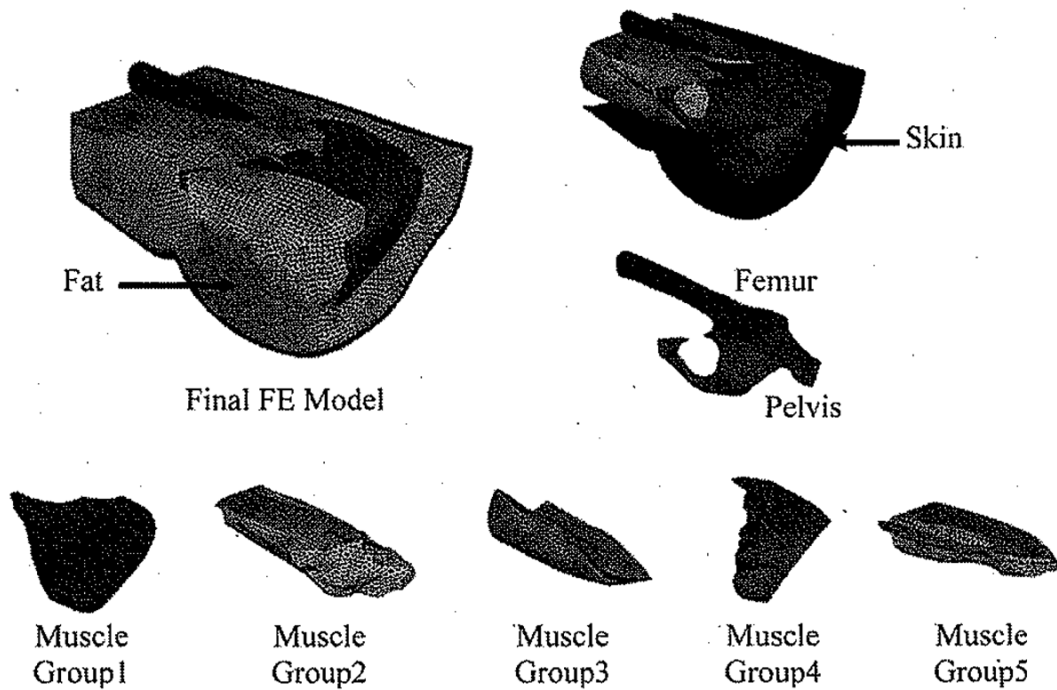 Skin
Fat
Femur
Final FE Model
Pelvis
Muscle
Group1
Muscle
Group2
Muscle
Group3
Muscle
Group4
Muscle
Group5